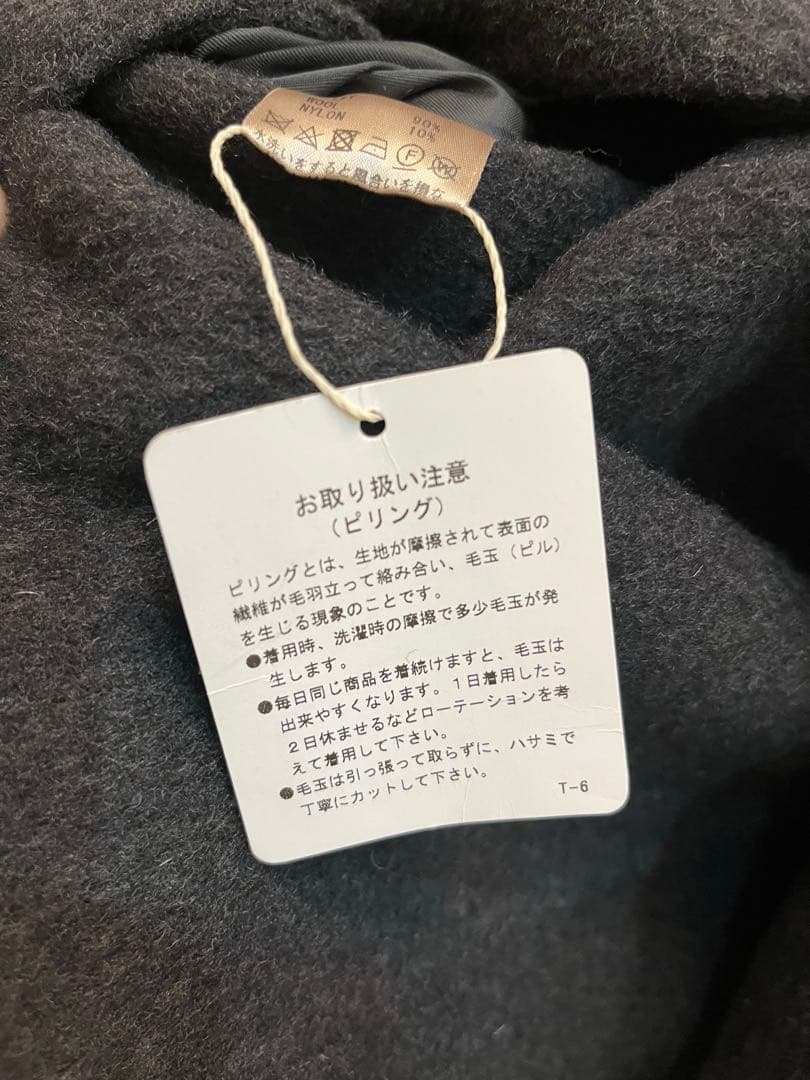 WOOL 90%
NYLON 10%
水洗いをすると風合いを損な
お取り扱い注意
(ピリング)
ピリングとは、生地が摩擦されて表面の
繊維が毛羽立って絡み合い、毛玉(ピル)
を生じる現象のことです。
●着用時、洗濯時の摩擦で多少毛玉が発
生します。
●毎日同じ商品を着続けますと、毛玉は
出来やすくなります。1日着用したら
2日休ませるなどローテーションを考
えて着用して下さい。
●毛玉は引っ張って取らずに、ハサミで
丁寧にカットして下さい。
T-6